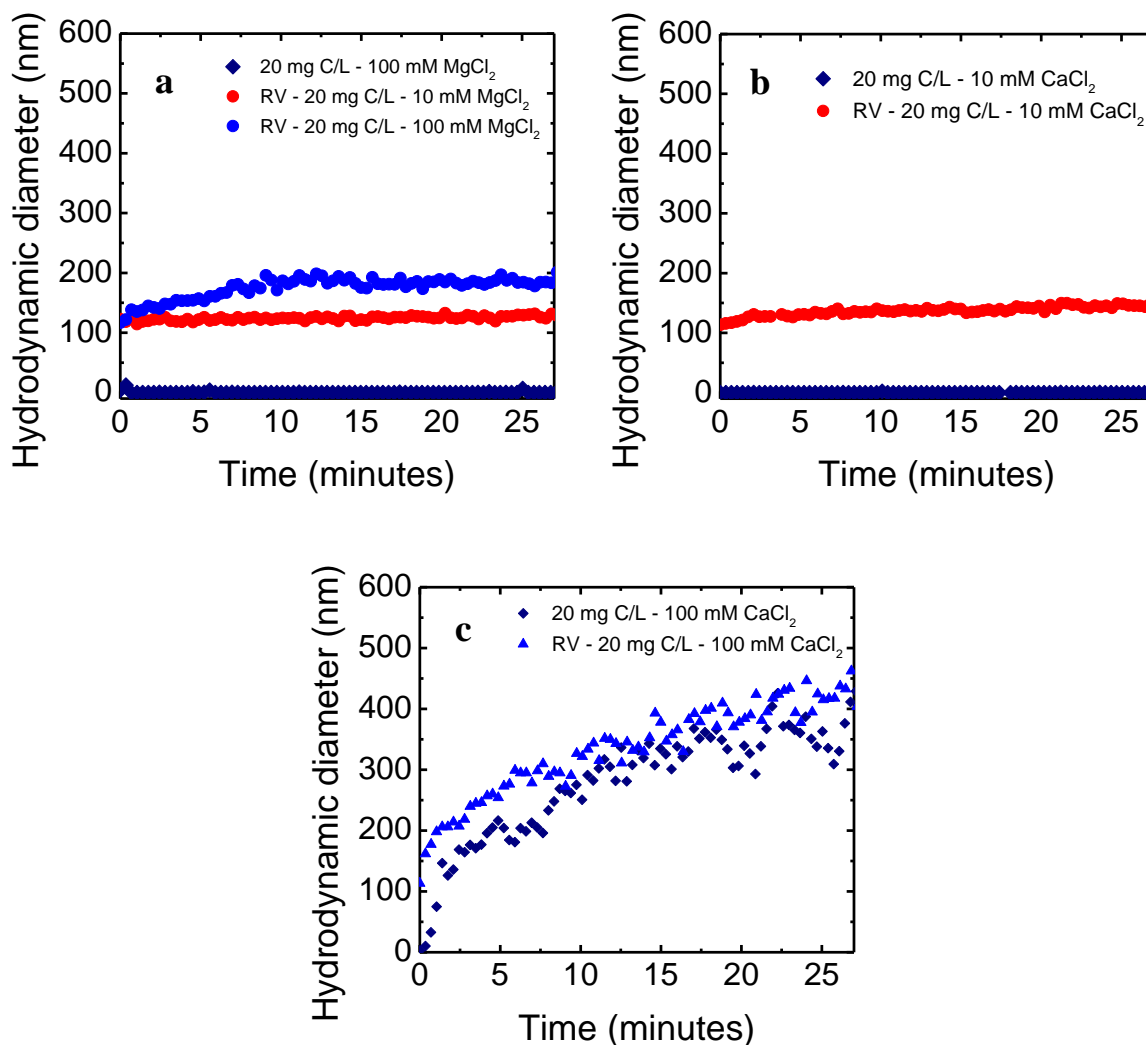 Hydrodynamic diameter (nm)
600
500
400
300
200
100
0
a
20 mg C/L - 100 mM MgCl₂
RV - 20 mg C/L - 10 mM MgCl₂
RV - 20 mg C/L - 100 mM MgCl₂
0 5 10 15 20 25
Time (minutes)
Hydrodynamic diameter (nm)
600
500
400
300
200
100
0
b
20 mg C/L - 10 mM CaCl₂
RV - 20 mg C/L - 10 mM CaCl₂
0 5 10 15 20 25
Time (minutes)
Hydrodynamic diameter (nm)
600
500
400
300
200
100
0
c
20 mg C/L - 100 mM CaCl₂
RV - 20 mg C/L - 100 mM CaCl₂
0 5 10 15 20 25
Time (minutes)